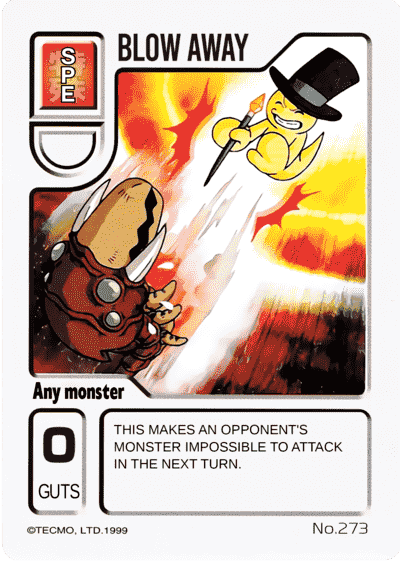 SPE
BLOW AWAY
Any monster
0
GUTS
THIS MAKES AN OPPONENT'S
MONSTER IMPOSSIBLE TO ATTACK
IN THE NEXT TURN.
©TECMO, LTD.1999
No.273